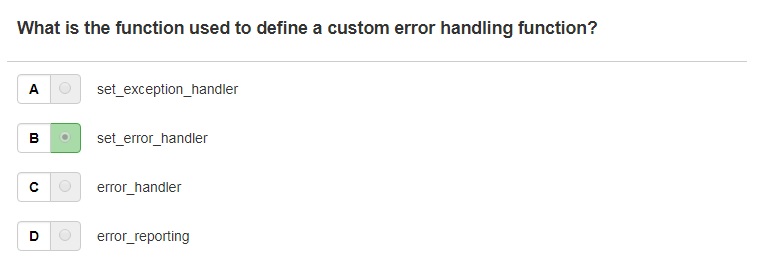 What is the function used to define a custom error handling function?
A set_exception_handler
B set_error_handler
C error_handler
D error_reporting